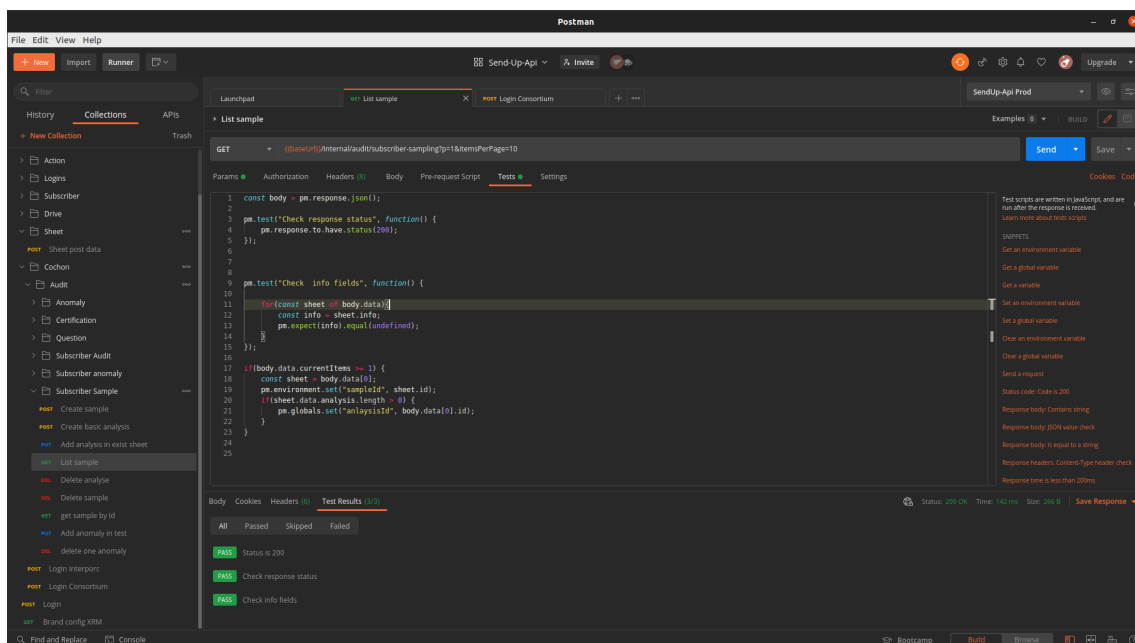 Postman
File Edit View Help
+ New Import Runner
Send-Up-Api
Invite
Upgrade
Filter
History Collections APIs
+ New Collection Trash
Action
Logins
Subscriber
Drive
Sheet
POST Sheet post data
Cochon
Audit
Anomaly
Certification
Question
Subscriber Audit
Subscriber anomaly
Subscriber Sample
POST Create sample
POST Create basic analysis
PUT Add analysis in exist sheet
GET List sample
DEL Delete analyse
DEL Delete sample
GET get sample by Id
PUT Add anomaly in test
DEL delete one anomaly
POST Login Interporc
POST Login Consortium
POST Login
GET Brand config XRM
Launchpad
GET List sample
POST Login Consortium
SendUp-Api Prod
List sample
Examples 0
BUILD
GET {{baseUrl}}/internal/audit/subscriber-sampling?p=1&itemsPerPage=10
Send Save
Params Authorization Headers (8) Body Pre-request Script Tests Settings
Cookies Cod
1 const body = pm.response.json();
2
3 pm.test("Check response status", function() {
4 pm.response.to.have.status(200);
5 });
6
7
8
9 pm.test("Check info fields", function() {
10
11 for(const sheet of body.data){
12 const info = sheet.info;
13 pm.expect(info).equal(undefined);
14 }
15 });
16
17 if(body.data.currentItems >= 1) {
18 const sheet = body.data[0];
19 pm.environment.set("sampleId", sheet.id);
20 if(sheet.data.analysis.length > 0) {
21 pm.globals.set("anlaysisId", body.data[0].id);
22 }
23 }
24
25
Test scripts are written in JavaScript, and are
run after the response is received.
Learn more about tests scripts
SNIPPETS
Get an environment variable
Get a global variable
Get a variable
Set an environment variable
Set a global variable
Clear an environment variable
Clear a global variable
Send a request
Status code: Code is 200
Response body: Contains string
Response body: JSON value check
Response body: Is equal to a string
Response headers: Content-Type header check
Response time is less than 200ms
Body Cookies Headers (6) Test Results (3/3)
Status: 200 OK Time: 142 ms Size: 266 B Save Response
All Passed Skipped Failed
PASS Status is 200
PASS Check response status
PASS Check info fields
Find and Replace Console
Bootcamp Build Browse